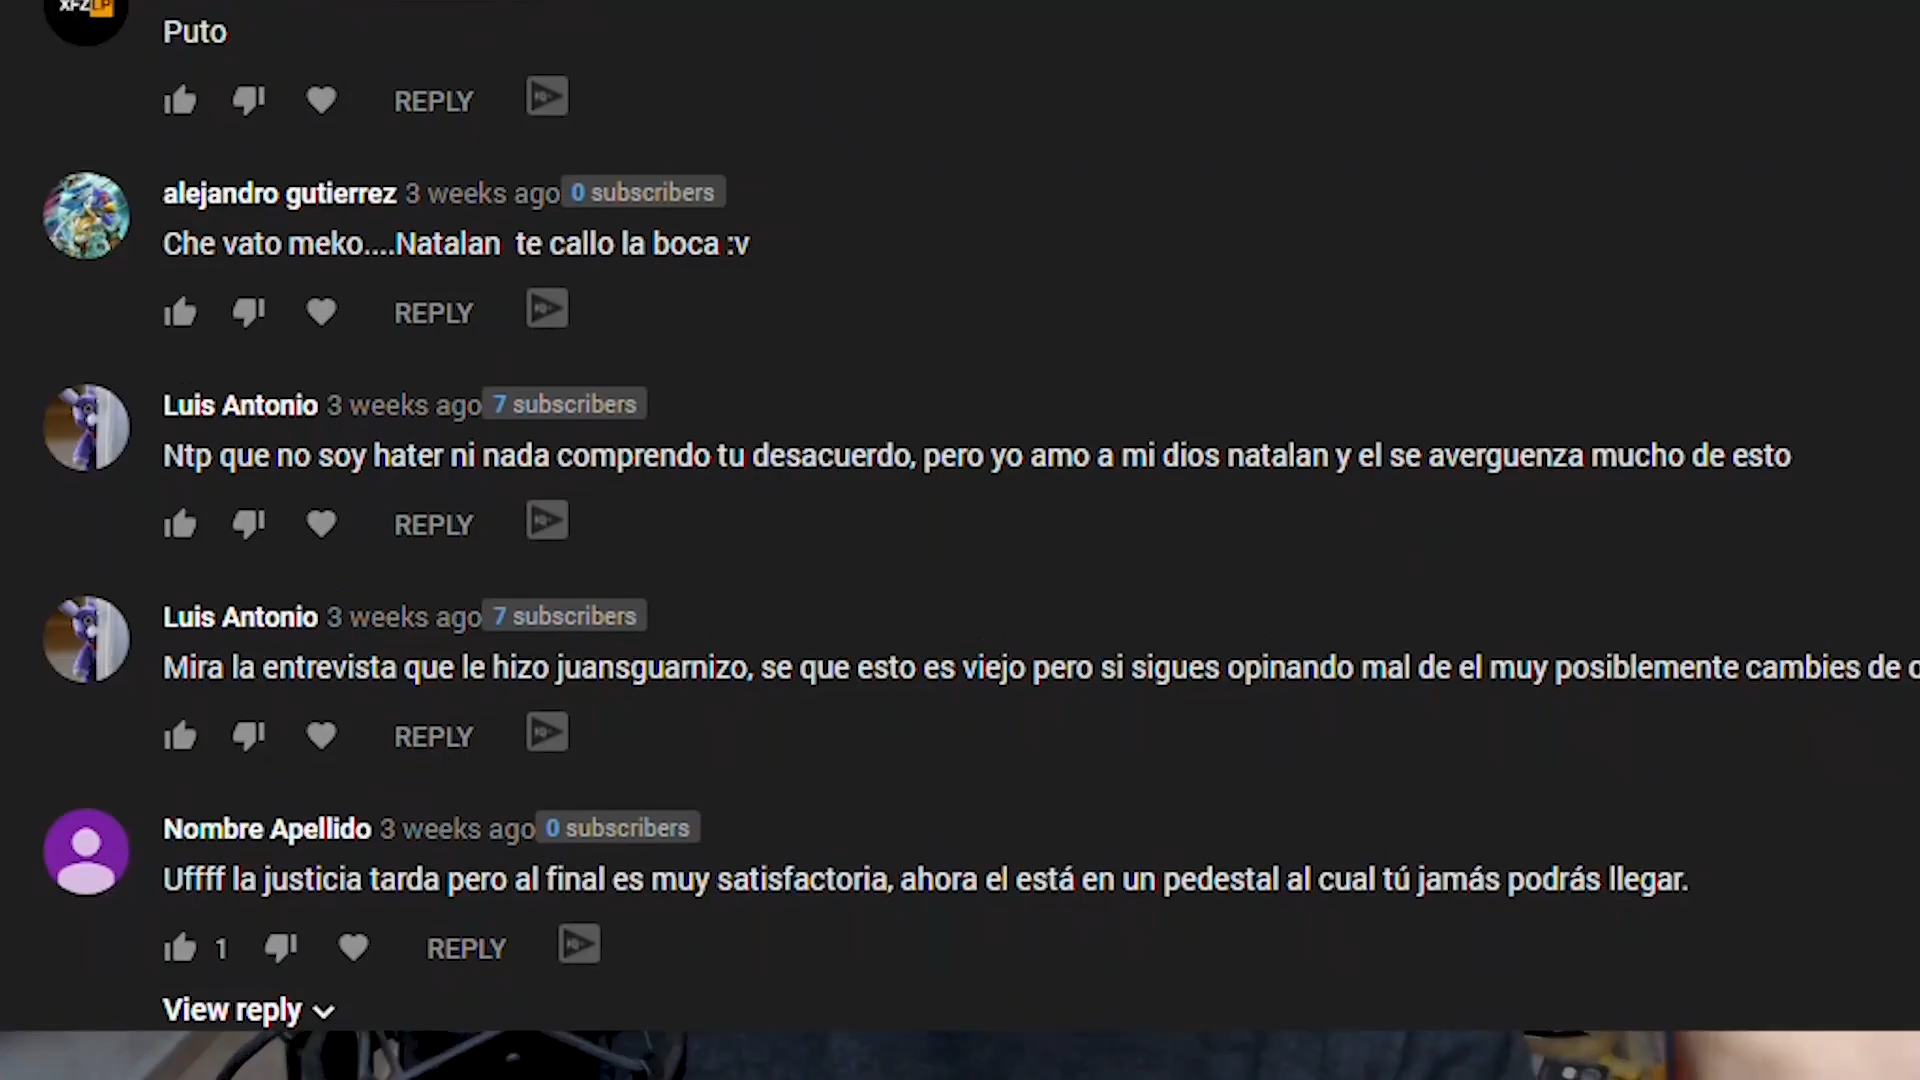 XFZLP
Puto
REPLY
alejandro gutierrez 3 weeks ago 0 subscribers
Che vato meko....Natalan  te callo la boca :v
REPLY
Luis Antonio 3 weeks ago 7 subscribers
Ntp que no soy hater ni nada comprendo tu desacuerdo, pero yo amo a mi dios natalan y el se averguenza mucho de esto
REPLY
Luis Antonio 3 weeks ago 7 subscribers
Mira la entrevista que le hizo juansguarnizo, se que esto es viejo pero si sigues opinando mal de el muy posiblemente cambies de
REPLY
Nombre Apellido 3 weeks ago 0 subscribers
Uffff la justicia tarda pero al final es muy satisfactoria, ahora el está en un pedestal al cual tú jamás podrás llegar.
1 REPLY
View reply